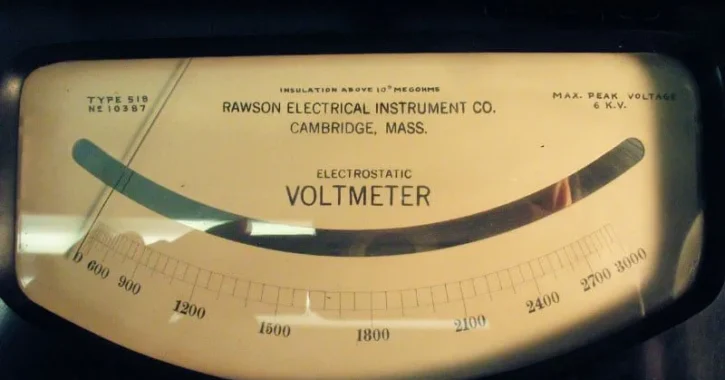 INSULATION ABOVE 10⁹ MEGOHMS
TYPE 518
Nº 10387
RAWSON ELECTRICAL INSTRUMENT CO.
CAMBRIDGE, MASS.
MAX. PEAK VOLTAGE
6 K.V.
ELECTROSTATIC
VOLTMETER
0 600 900 1200 1500 1800 2100 2400 2700 3000